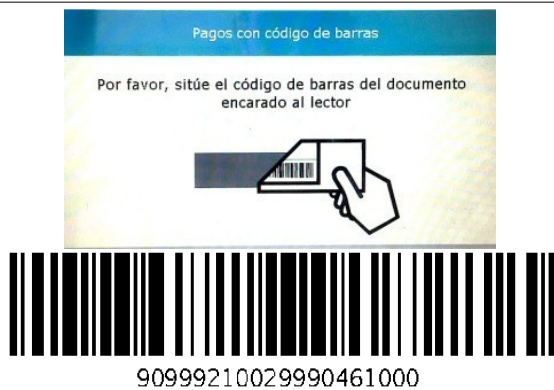 Pagos con código de barras
Por favor, sitúe el código de barras del documento
encarado al lector
90999210029990461000